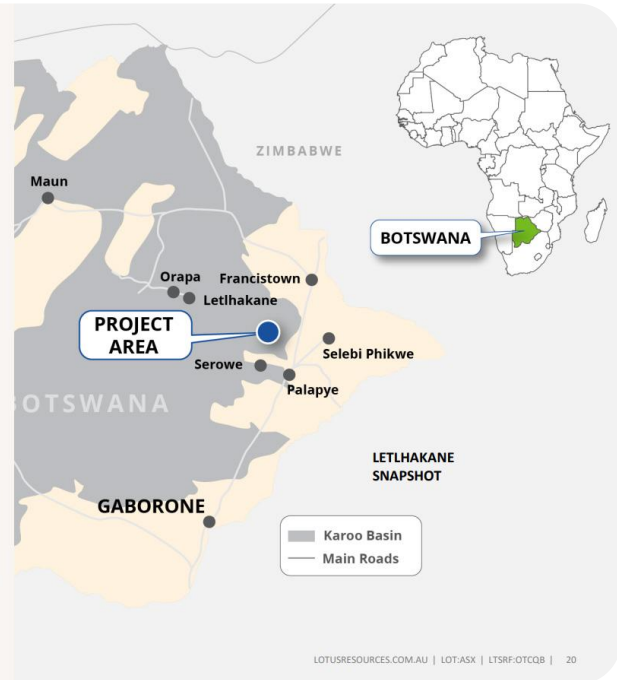 ZIMBABWE
Maun
BOTSWANA
Orapa
Francistown
Letlhakane
PROJECT
AREA
Selebi Phikwe
Serowe
Palapye
OTSWANA
LETLHAKANE
SNAPSHOT
GABORONE
Karoo Basin
Main Roads
LOTUSRESOURCES.COM.AU | LOT:ASX | LTSRF:OTCQB | 20